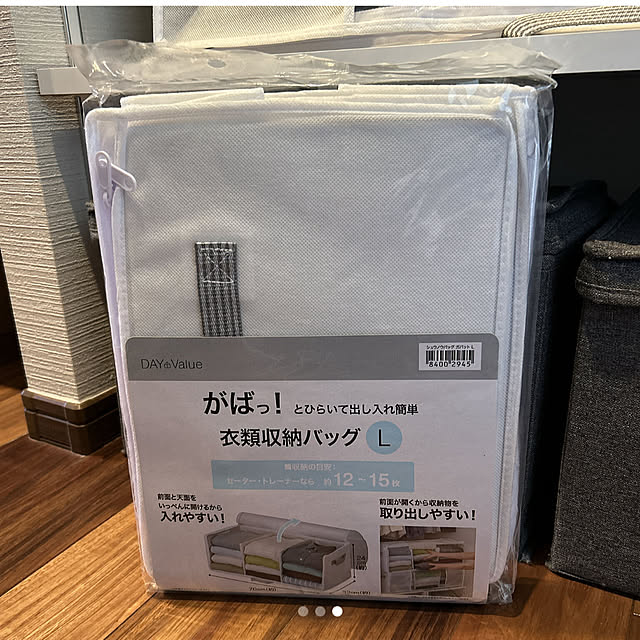 シュウノウバッグ ガバット L
8400 2945
DAY Value
がばっ！ とひらいて出し入れ簡単
衣類収納バッグ L
■収納の目安：
セーター・トレーナーなら 約12～15枚
前面と天面を
いっぺんに開けるから
入れやすい！
前面が開くから収納物を
取り出しやすい！